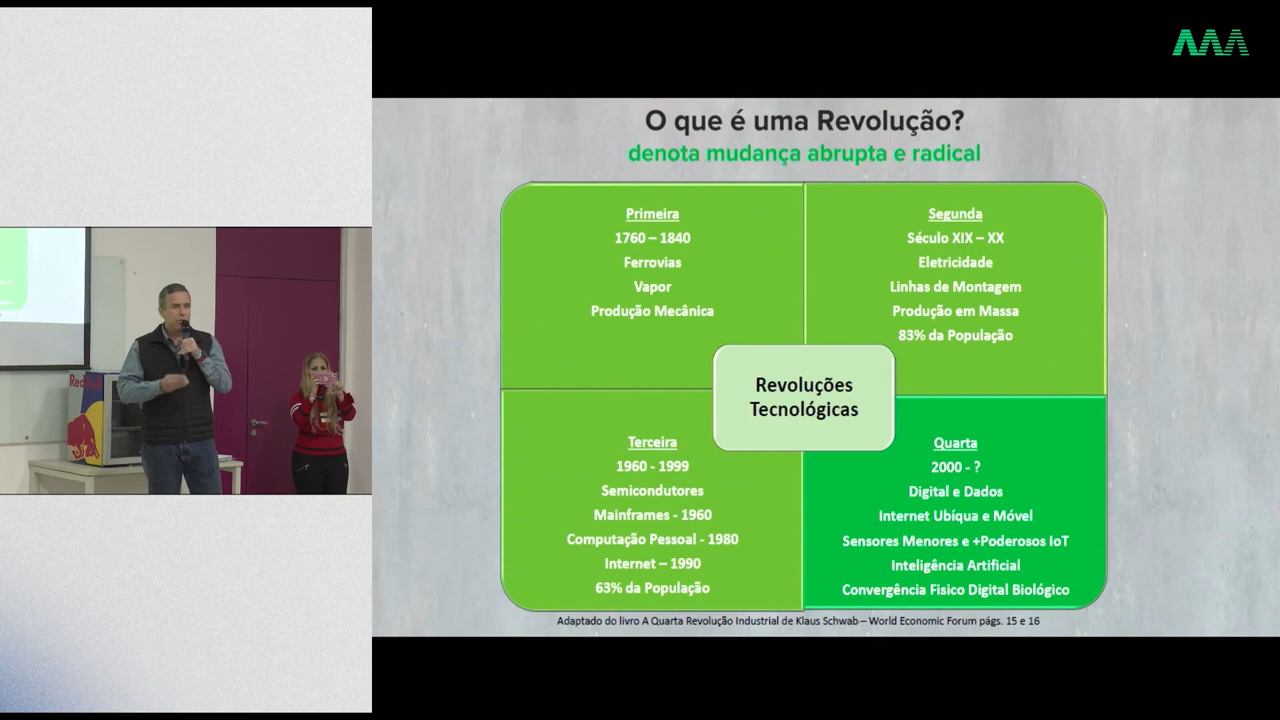 O que é uma Revolução?
denota mudança abrupta e radical
Primeira
1760 – 1840
Ferrovias
Vapor
Produção Mecânica
Segunda
Século XIX – XX
Eletricidade
Linhas de Montagem
Produção em Massa
83% da População
Revoluções
Tecnológicas
Terceira
1960 - 1999
Semicondutores
Mainframes - 1960
Computação Pessoal - 1980
Internet – 1990
63% da População
Quarta
2000 - ?
Digital e Dados
Internet Ubíqua e Móvel
Sensores Menores e +Poderosos IoT
Inteligência Artificial
Convergência Fisico Digital Biológico
Adaptado do livro A Quarta Revolução Industrial de Klaus Schwab – World Economic Forum págs. 15 e 16
Red Bull